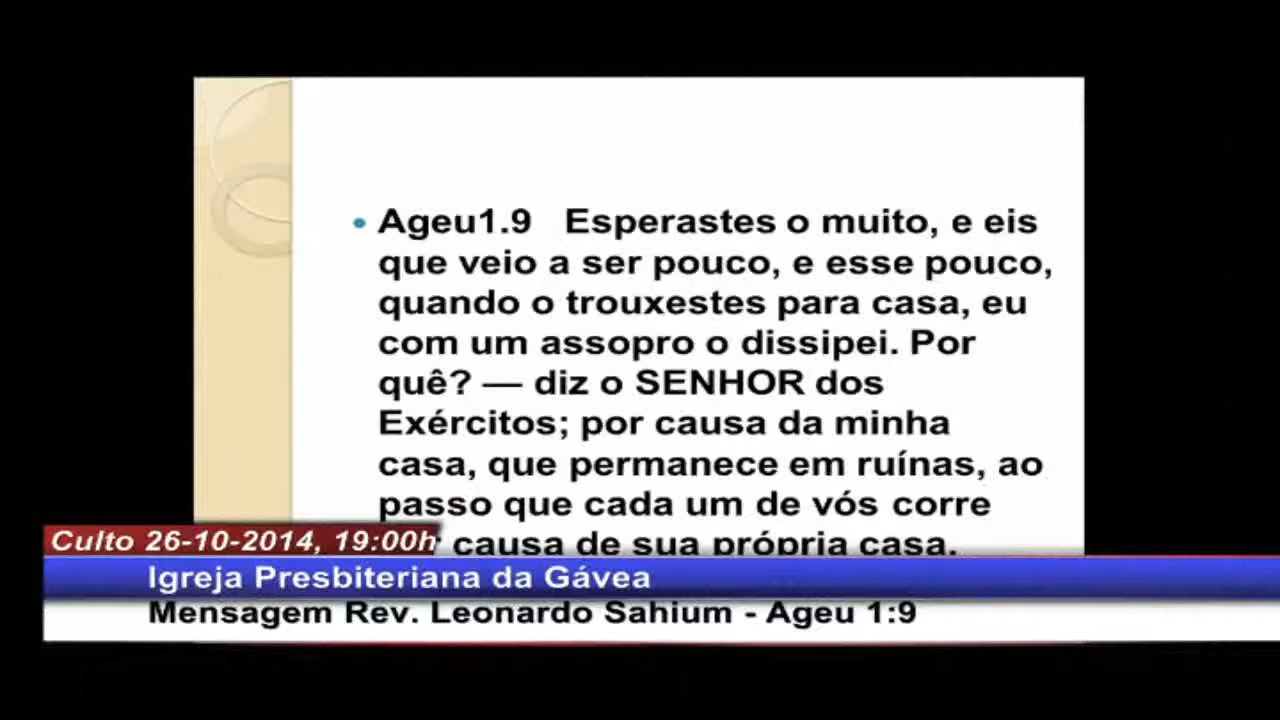 Ageu1.9 Esperastes o muito, e eis
que veio a ser pouco, e esse pouco,
quando o trouxestes para casa, eu
com um assopro o dissipei. Por
quê? — diz o SENHOR dos
Exércitos; por causa da minha
casa, que permanece em ruínas, ao
passo que cada um de vós corre
causa de sua própria casa.
Culto 26-10-2014, 19:00h
Igreja Presbiteriana da Gávea
Mensagem Rev. Leonardo Sahium - Ageu 1:9